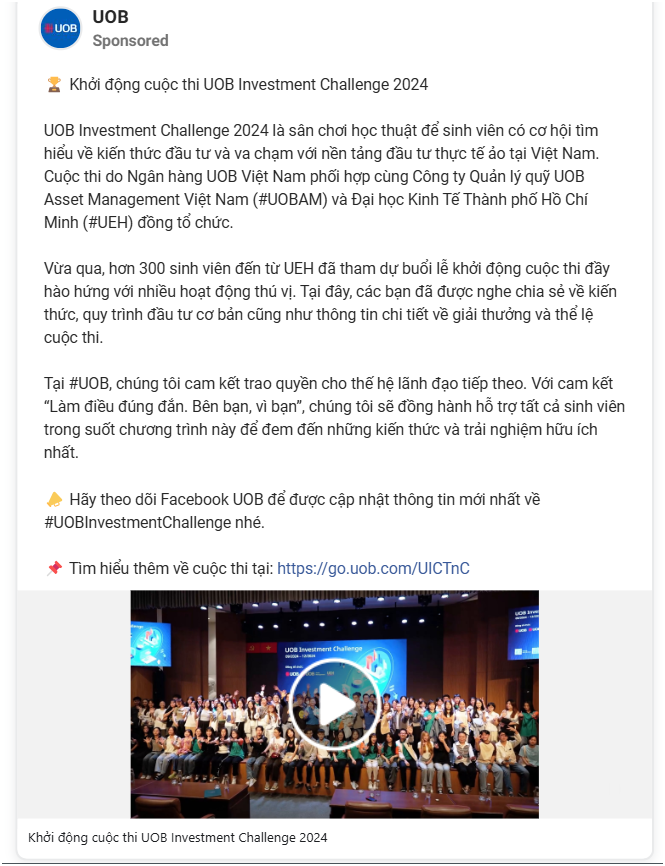 UOB
UOB
Sponsored
🏆 Khởi động cuộc thi UOB Investment Challenge 2024
UOB Investment Challenge 2024 là sân chơi học thuật để sinh viên có cơ hội tìm
hiểu về kiến thức đầu tư và va chạm với nền tảng đầu tư thực tế ảo tại Việt Nam.
Cuộc thi do Ngân hàng UOB Việt Nam phối hợp cùng Công ty Quản lý quỹ UOB
Asset Management Việt Nam (#UOBAM) và Đại học Kinh Tế Thành phố Hồ Chí
Minh (#UEH) đồng tổ chức.
Vừa qua, hơn 300 sinh viên đến từ UEH đã tham dự buổi lễ khởi động cuộc thi đầy
hào hứng với nhiều hoạt động thú vị. Tại đây, các bạn đã được nghe chia sẻ về kiến
thức, quy trình đầu tư cơ bản cũng như thông tin chi tiết về giải thưởng và thể lệ
cuộc thi.
Tại #UOB, chúng tôi cam kết trao quyền cho thế hệ lãnh đạo tiếp theo. Với cam kết
“Làm điều đúng đắn. Bên bạn, vì bạn”, chúng tôi sẽ đồng hành hỗ trợ tất cả sinh viên
trong suốt chương trình này để đem đến những kiến thức và trải nghiệm hữu ích
nhất.
📣 Hãy theo dõi Facebook UOB để được cập nhật thông tin mới nhất về
#UOBInvestmentChallenge nhé.
📌 Tìm hiểu thêm về cuộc thi tại: https://go.uob.com/UICTnC
UOB Investment Challenge
UOB
Khởi động cuộc thi UOB Investment Challenge 2024